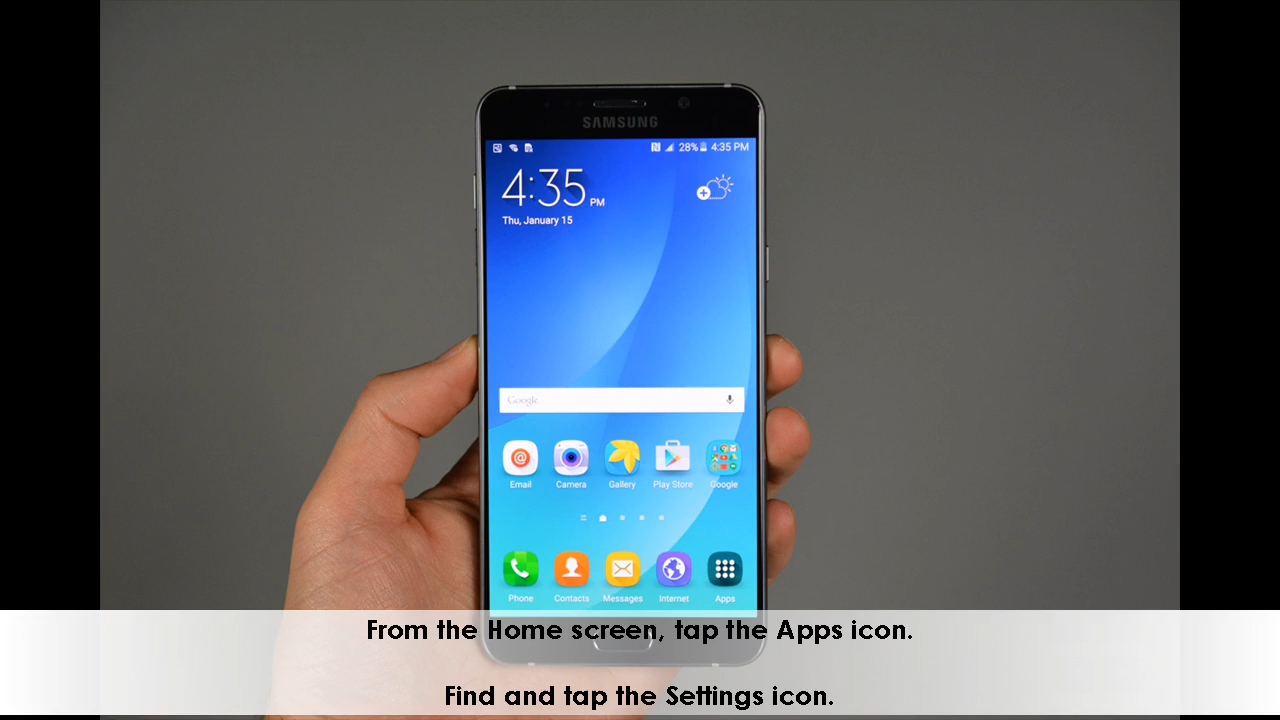 SAMSUNG
28% 4:35 PM
4:35 PM
Thu, January 15
Google
Email Camera Gallery Play Store Google
Phone Contacts Messages Internet Apps
From the Home screen, tap the Apps icon.
Find and tap the Settings icon.